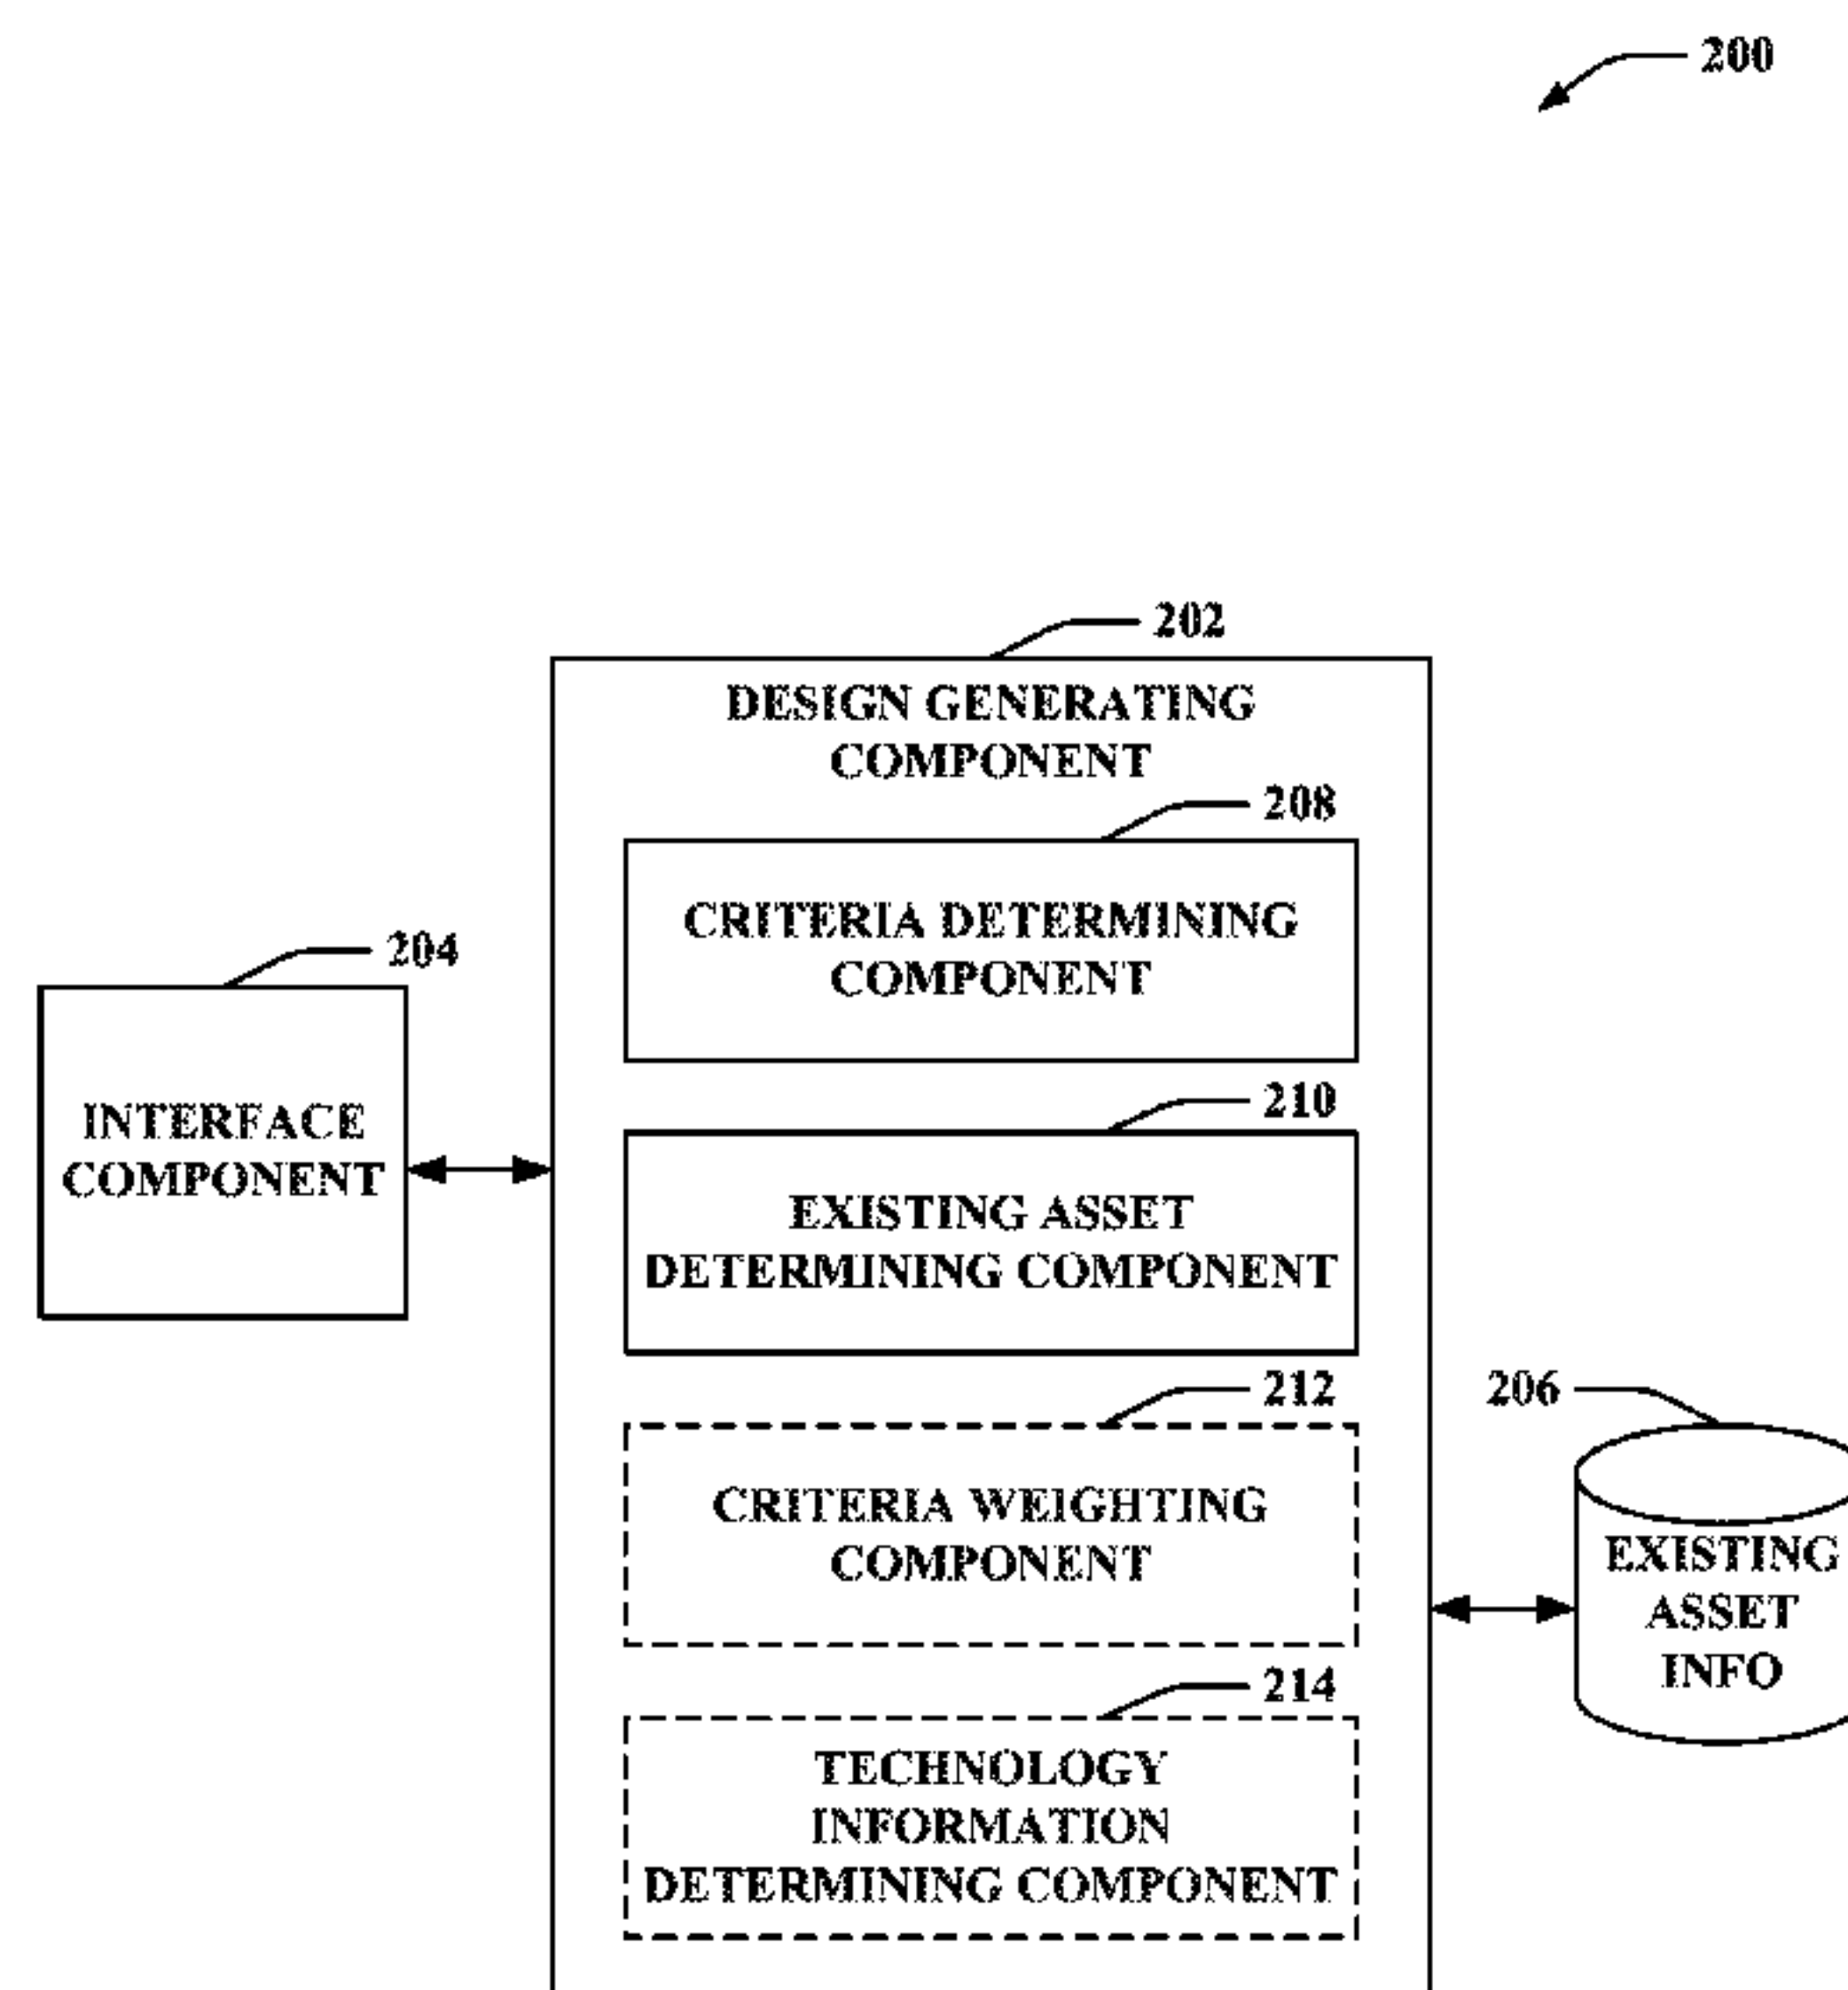 200
202
DESIGN GENERATING
COMPONENT
208
CRITERIA DETERMINING
COMPONENT
204
INTERFACE
COMPONENT
210
EXISTING ASSET
DETERMINING COMPONENT
212
CRITERIA WEIGHTING
COMPONENT
206
EXISTING
ASSET
INFO
214
TECHNOLOGY
INFORMATION
DETERMINING COMPONENT